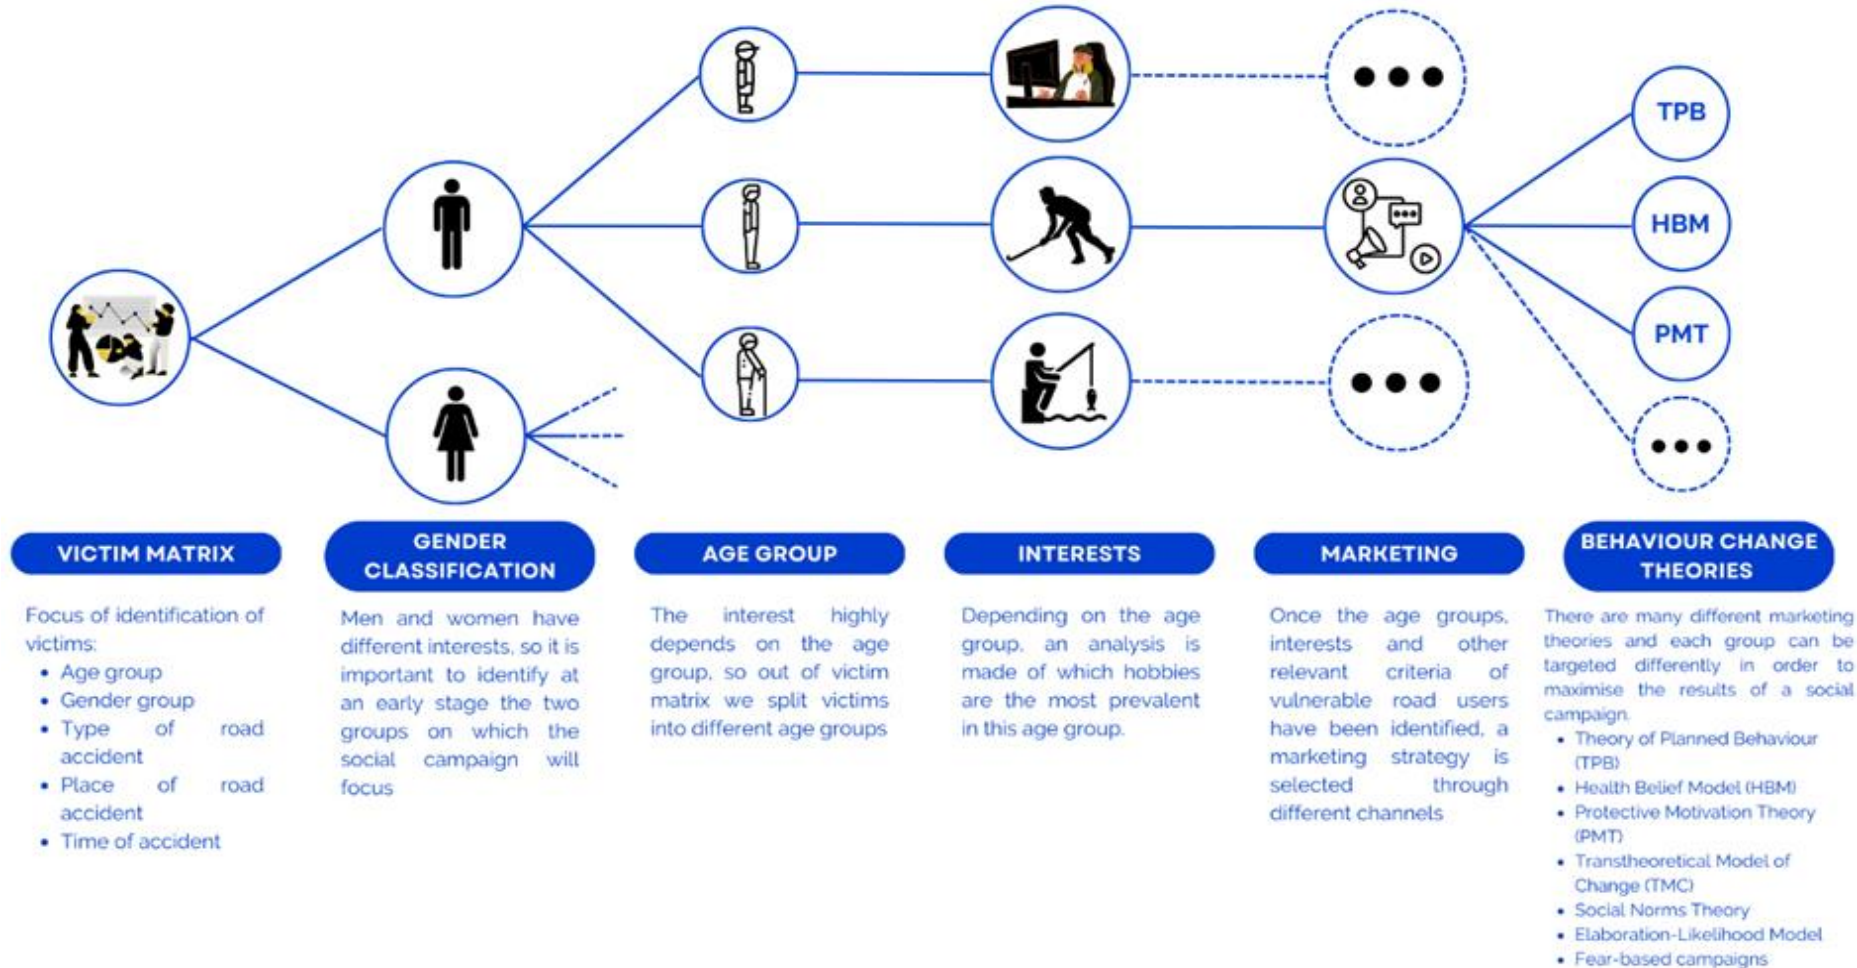 TPB
HBM
PMT
VICTIM MATRIX
Focus of identification of
victims:
• Age group
• Gender group
• Type of road
accident
• Place of road
accident
• Time of accident
GENDER
CLASSIFICATION
Men and women have
different interests, so it is
important to identify at
an early stage the two
groups on which the
social campaign will
focus
AGE GROUP
The interest highly
depends on the age
group, so out of victim
matrix we split victims
into different age groups
INTERESTS
Depending on the age
group, an analysis is
made of which hobbies
are the most prevalent
in this age group.
MARKETING
Once the age groups,
interests and other
relevant criteria of
vulnerable road users
have been identified, a
marketing strategy is
selected through
different channels
BEHAVIOUR CHANGE
THEORIES
There are many different marketing
theories and each group can be
targeted differently in order to
maximise the results of a social
campaign.
• Theory of Planned Behaviour
(TPB)
• Health Belief Model (HBM)
• Protective Motivation Theory
(PMT)
• Transtheoretical Model of
Change (TMC)
• Social Norms Theory
• Elaboration-Likelihood Model
• Fear-based campaigns